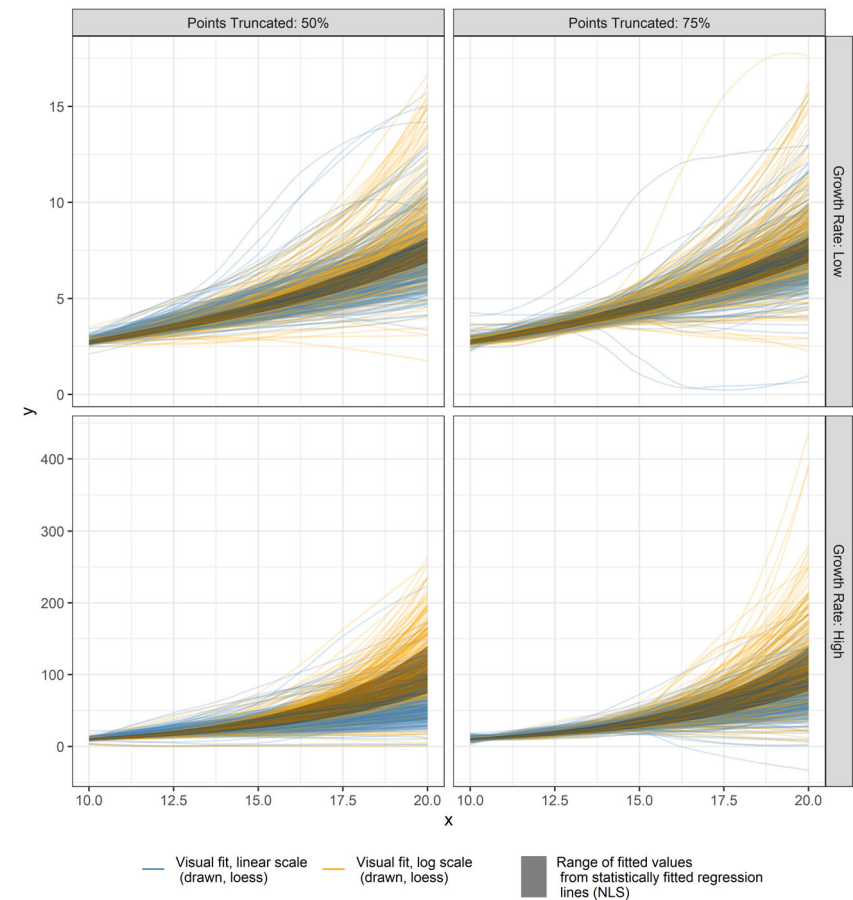 Points Truncated: 50%
Points Truncated: 75%
15
10
5
0
Growth Rate: Low
y
400
300
200
100
0
Growth Rate: High
10.0 12.5 15.0 17.5 20.0
10.0 12.5 15.0 17.5 20.0
x
Visual fit, linear scale
(drawn, loess)
Visual fit, log scale
(drawn, loess)
Range of fitted values
from statistically fitted regression
lines (NLS)